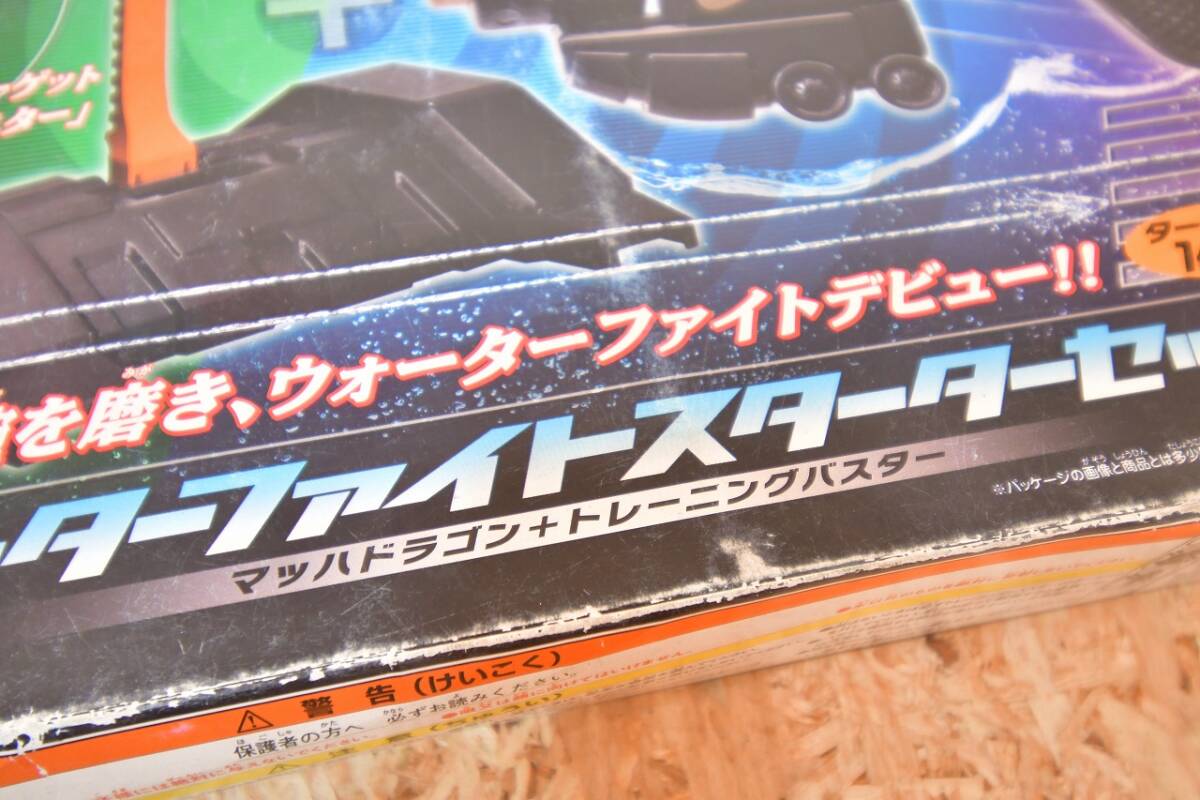 ァゲット
スター」
ター
1
を磨き、ウォーターファイトデビュー!!
ターファイトスターターセッ
マッハドラゴン+トレーニングバスター
※パッケージの画像と商品とは多少
警告(けいこく)
保護者の方へ 必ずお読みください。